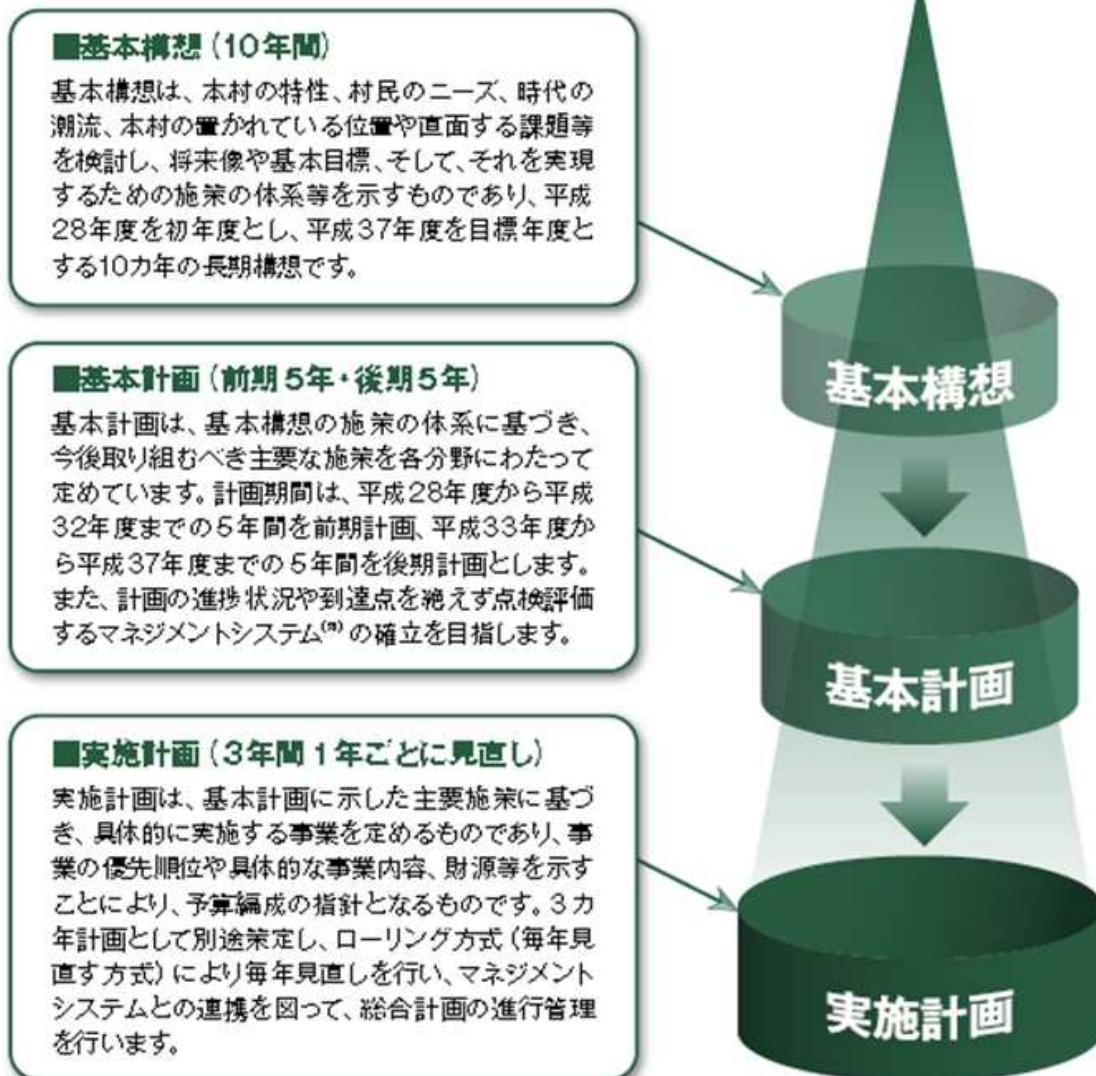 ■基本構想（10年間）
基本構想は、本村の特性、村民のニーズ、時代の
潮流、本村の置かれている位置や直面する課題等
を検討し、将来像や基本目標、そして、それを実現
するための施策の体系等を示すものであり、平成
28年度を初年度とし、平成37年度を目標年度と
する10カ年の長期構想です。
■基本計画（前期5年・後期5年）
基本計画は、基本構想の施策の体系に基づき、
今後取り組むべき主要な施策を各分野にわたって
定めています。計画期間は、平成28年度から平成
32年度までの5年間を前期計画、平成33年度か
ら平成37年度までの5年間を後期計画とします。
また、計画の進捗状況や到達点を絶えず点検評価
するマネジメントシステム の確立を目指します。
■実施計画（3年間1年ごとに見直し）
実施計画は、基本計画に示した主要施策に基づ
き、具体的に実施する事業を定めるものであり、事
業の優先順位や具体的な事業内容、財源等を示す
ことにより、予算編成の指針となるものです。3カ
年計画として別途策定し、ローリング方式（毎年見
直す方式）により毎年見直しを行い、マネジメント
システムとの連携を図って、総合計画の進行管理
を行います。
基本構想
基本計画
実施計画